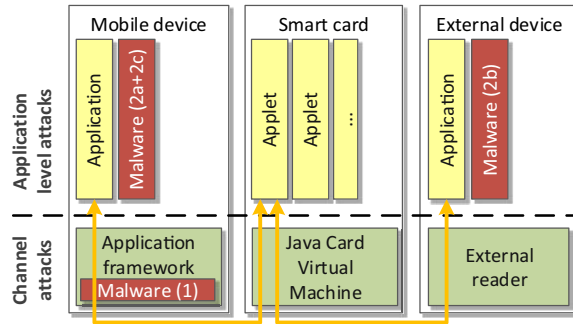 Mobile device
Smart card
External device
Application level attacks
Application
Malware (2a+2c)
Applet
Applet
...
Application
Malware (2b)
Channel attacks
Application
framework
Malware (1)
Java Card
Virtual
Machine
External
reader